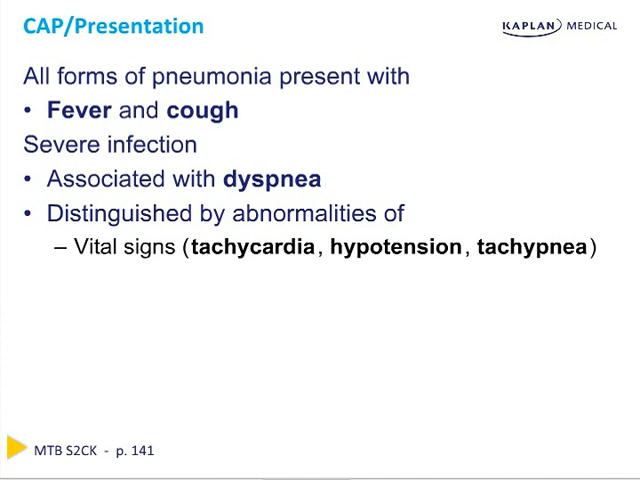 CAP/Presentation
KAPLAN MEDICAL
All forms of pneumonia present with
• Fever and cough
Severe infection
• Associated with dyspnea
• Distinguished by abnormalities of
– Vital signs (tachycardia, hypotension, tachypnea)
MTB S2CK - p. 141